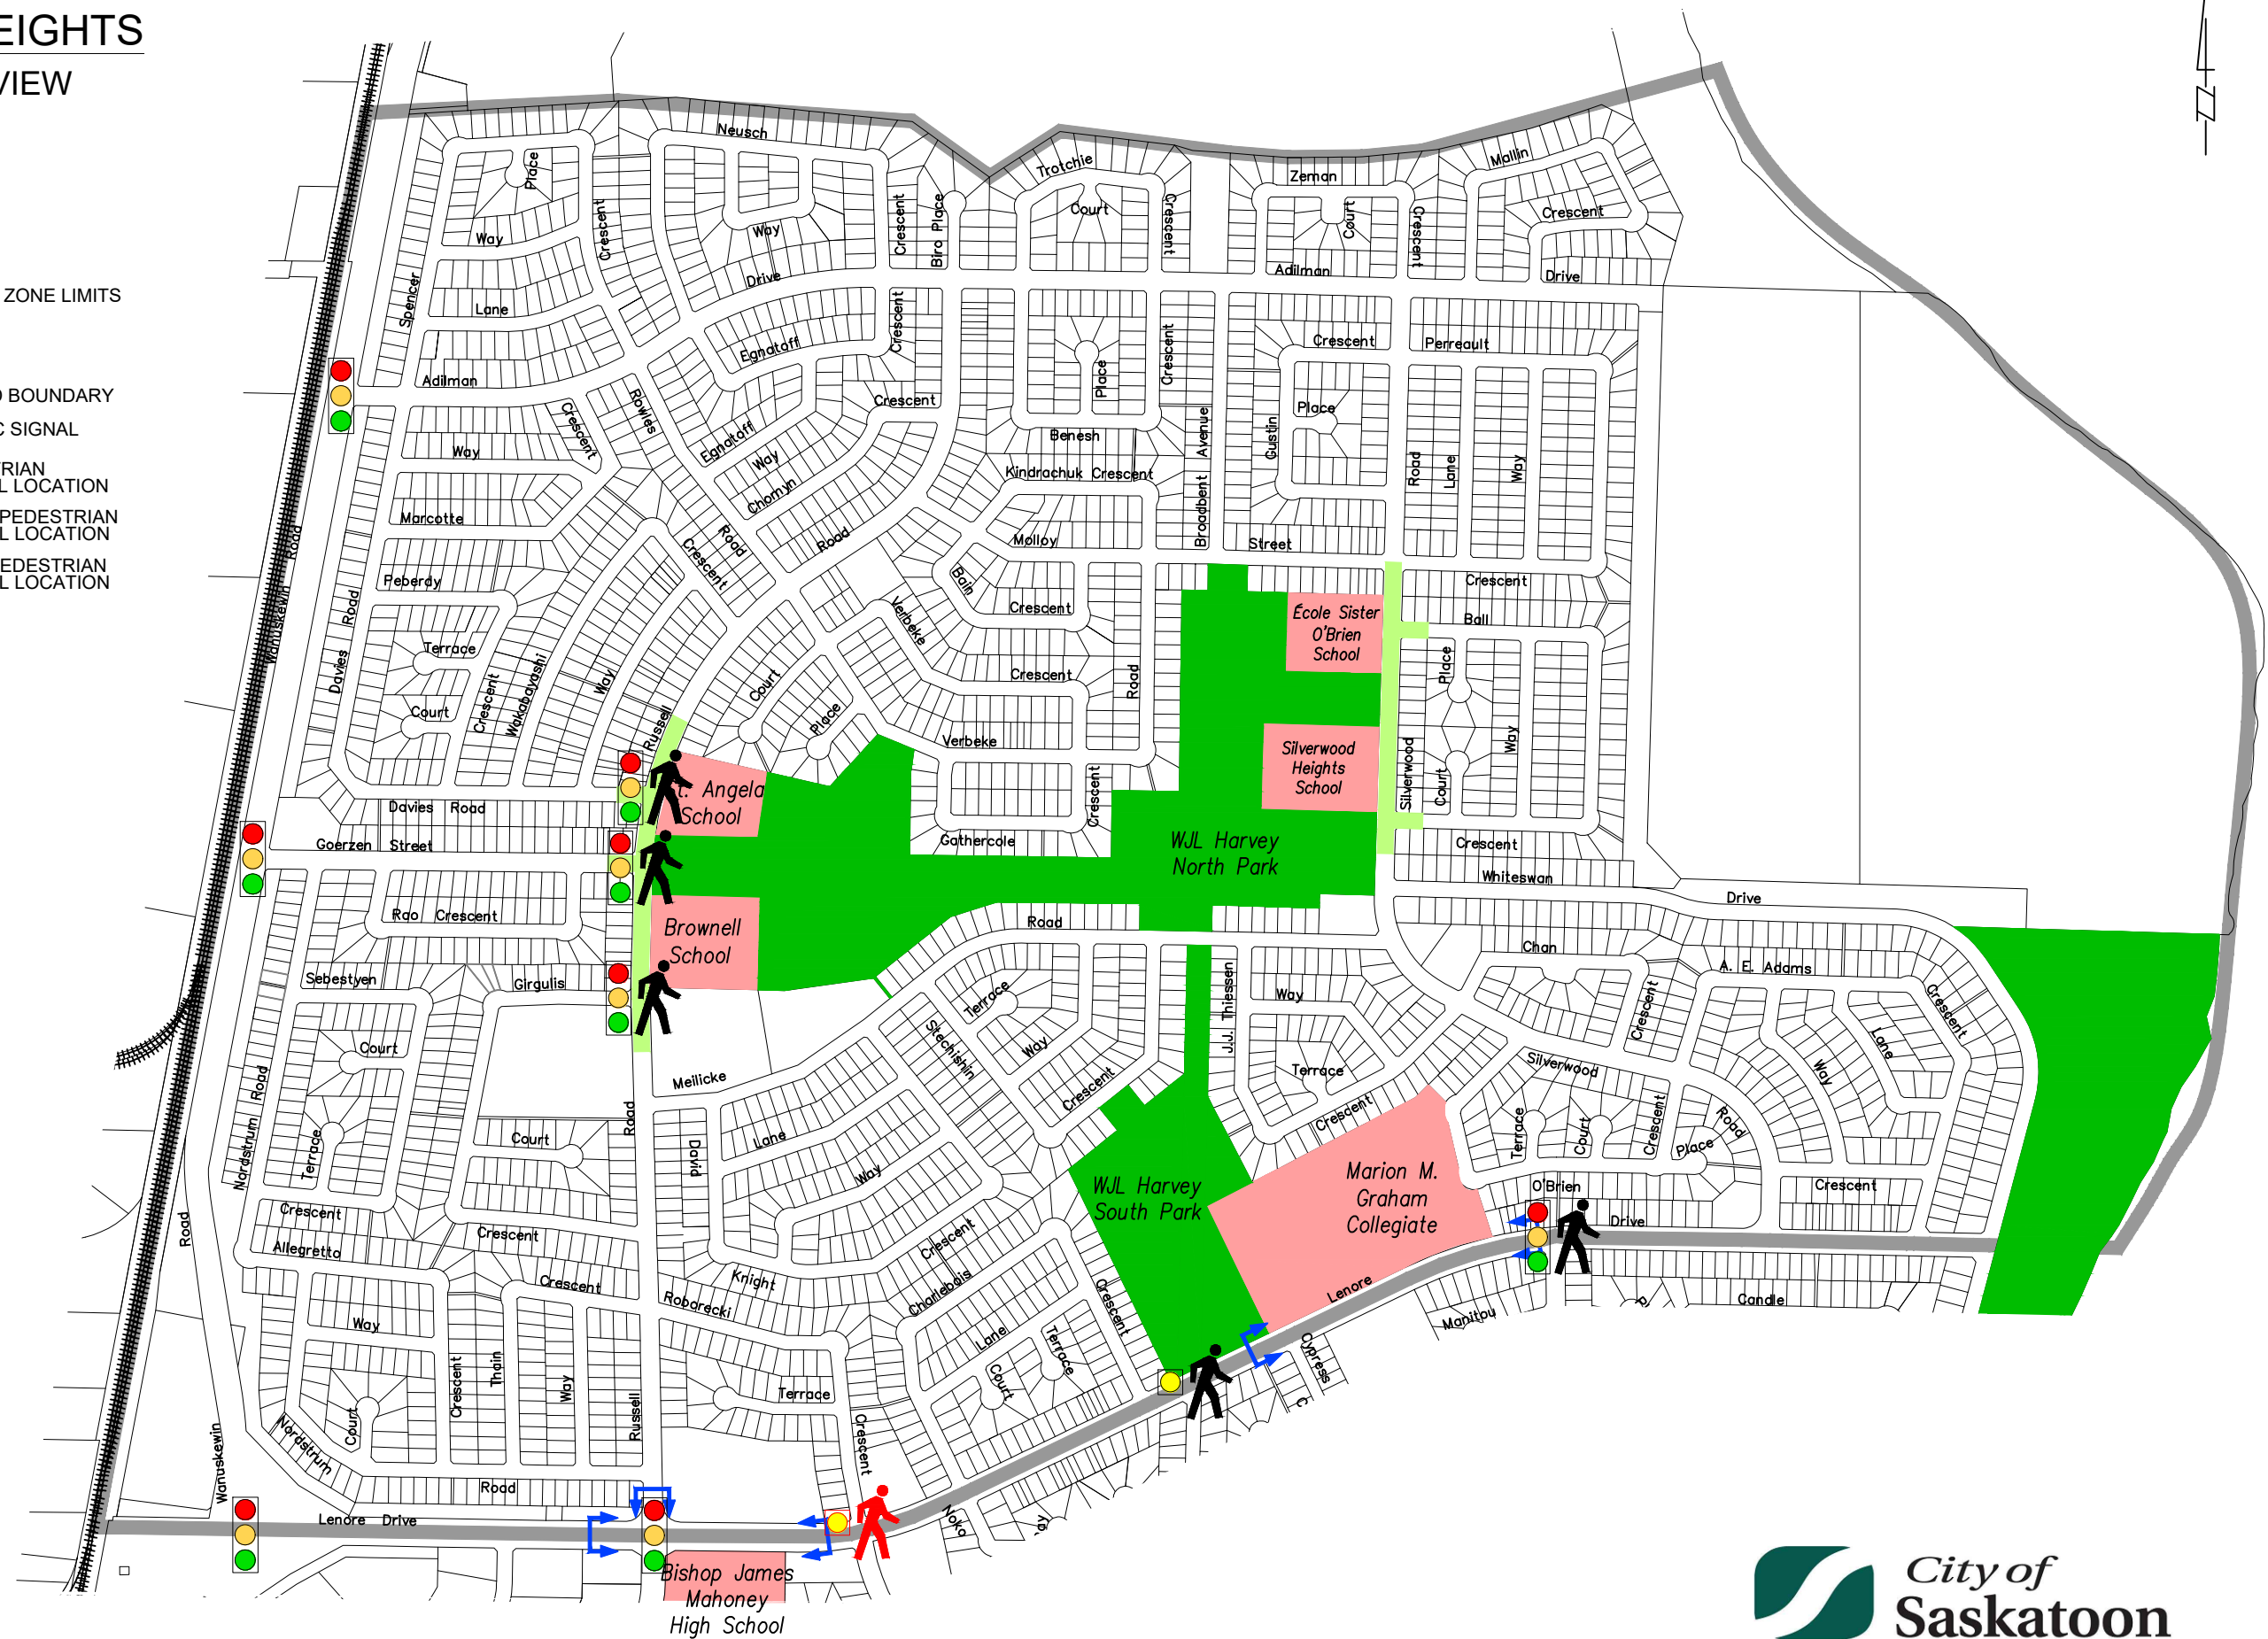 EIGHTS
VIEW
ZONE LIMITS
D BOUNDARY
C SIGNAL
TRIAN
L LOCATION
PEDESTRIAN
L LOCATION
PEDESTRIAN
L LOCATION
Neusch
Place
Way
Crescent
Spencer
Lane
Adilman
Way
Drive
Crescent
Biro Place
Trotchie
Court
Crescent
Zeman
Court
Crescent
Mallin
Crescent
Adilman
Drive
Egnatoff
Crescent
Crescent
Place
Crescent
Crescent
Perreault
Way
Crescent
Rowles
Egnatoff
Way
Chomyn
Road
Benesh
Kindrachuk Crescent
Avenue
Broadbent
Gustin
Place
Road
Lane
Way
Marcotte
Peberdy
Crescent
Road
Molloy
Street
Bain
Crescent
Verbeke
Crescent
Ball
École Sister
O'Brien
School
Wanuskewin
Road
Davies
Road
Terrace
Court
Crescent
Wakabayashi
Way
Russell
Court
Place
Crescent
Road
Verbeke
Crescent
Gathercole
Place
Court
Way
Silverwood
Silverwood
Heights
School
Crescent
Whiteswan
Drive
t. Angela
School
Davies Road
Goerzen Street
WJL Harvey
North Park
Rao Crescent
Brownell
School
Sebestyen
Girgulis
Road
Chan
A. E. Adams
Crescent
Crescent
Lane
Way
Court
Terrace
Nordstrum
Road
Meilicke
Stechishin
Terrace
Way
Crescent
J.J. Thiessen
Way
Terrace
Crescent
Silverwood
Road
Terrace
Court
Crescent
Place
O'Brien
Drive
Crescent
Court
Road
David
Lane
Way
Crescent
Allegretto
Crescent
Crescent
Knight
Roborecki
Crescent
Charlebois
Lane
Crescent
WJL Harvey
South Park
Marion M.
Graham
Collegiate
Lenore
Manitou
Candle
Cypress
C
Way
Court
Crescent
Thain
Way
Russell
Terrace
Crescent
Court
Terrace
Nordstrum
Road
Road
Wanuskewin
Lenore Drive
Noko
Bishop James
Mahoney
High School
City of
Saskatoon